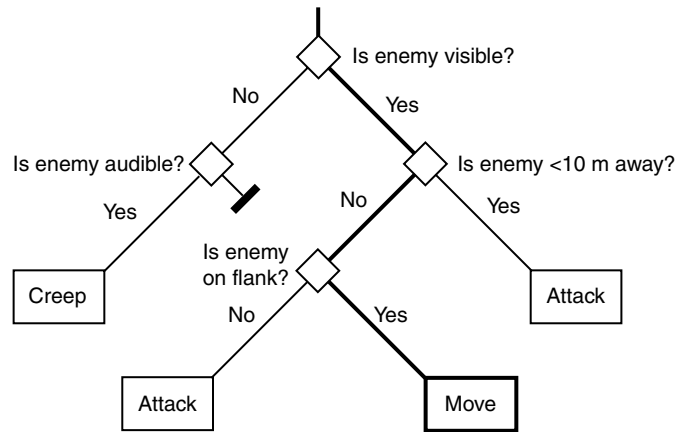 Is enemy visible?
No
Yes
Is enemy audible?
Is enemy <10 m away?
Yes
No
Yes
Is enemy
on flank?
Creep
Attack
No
Yes
Attack
Move